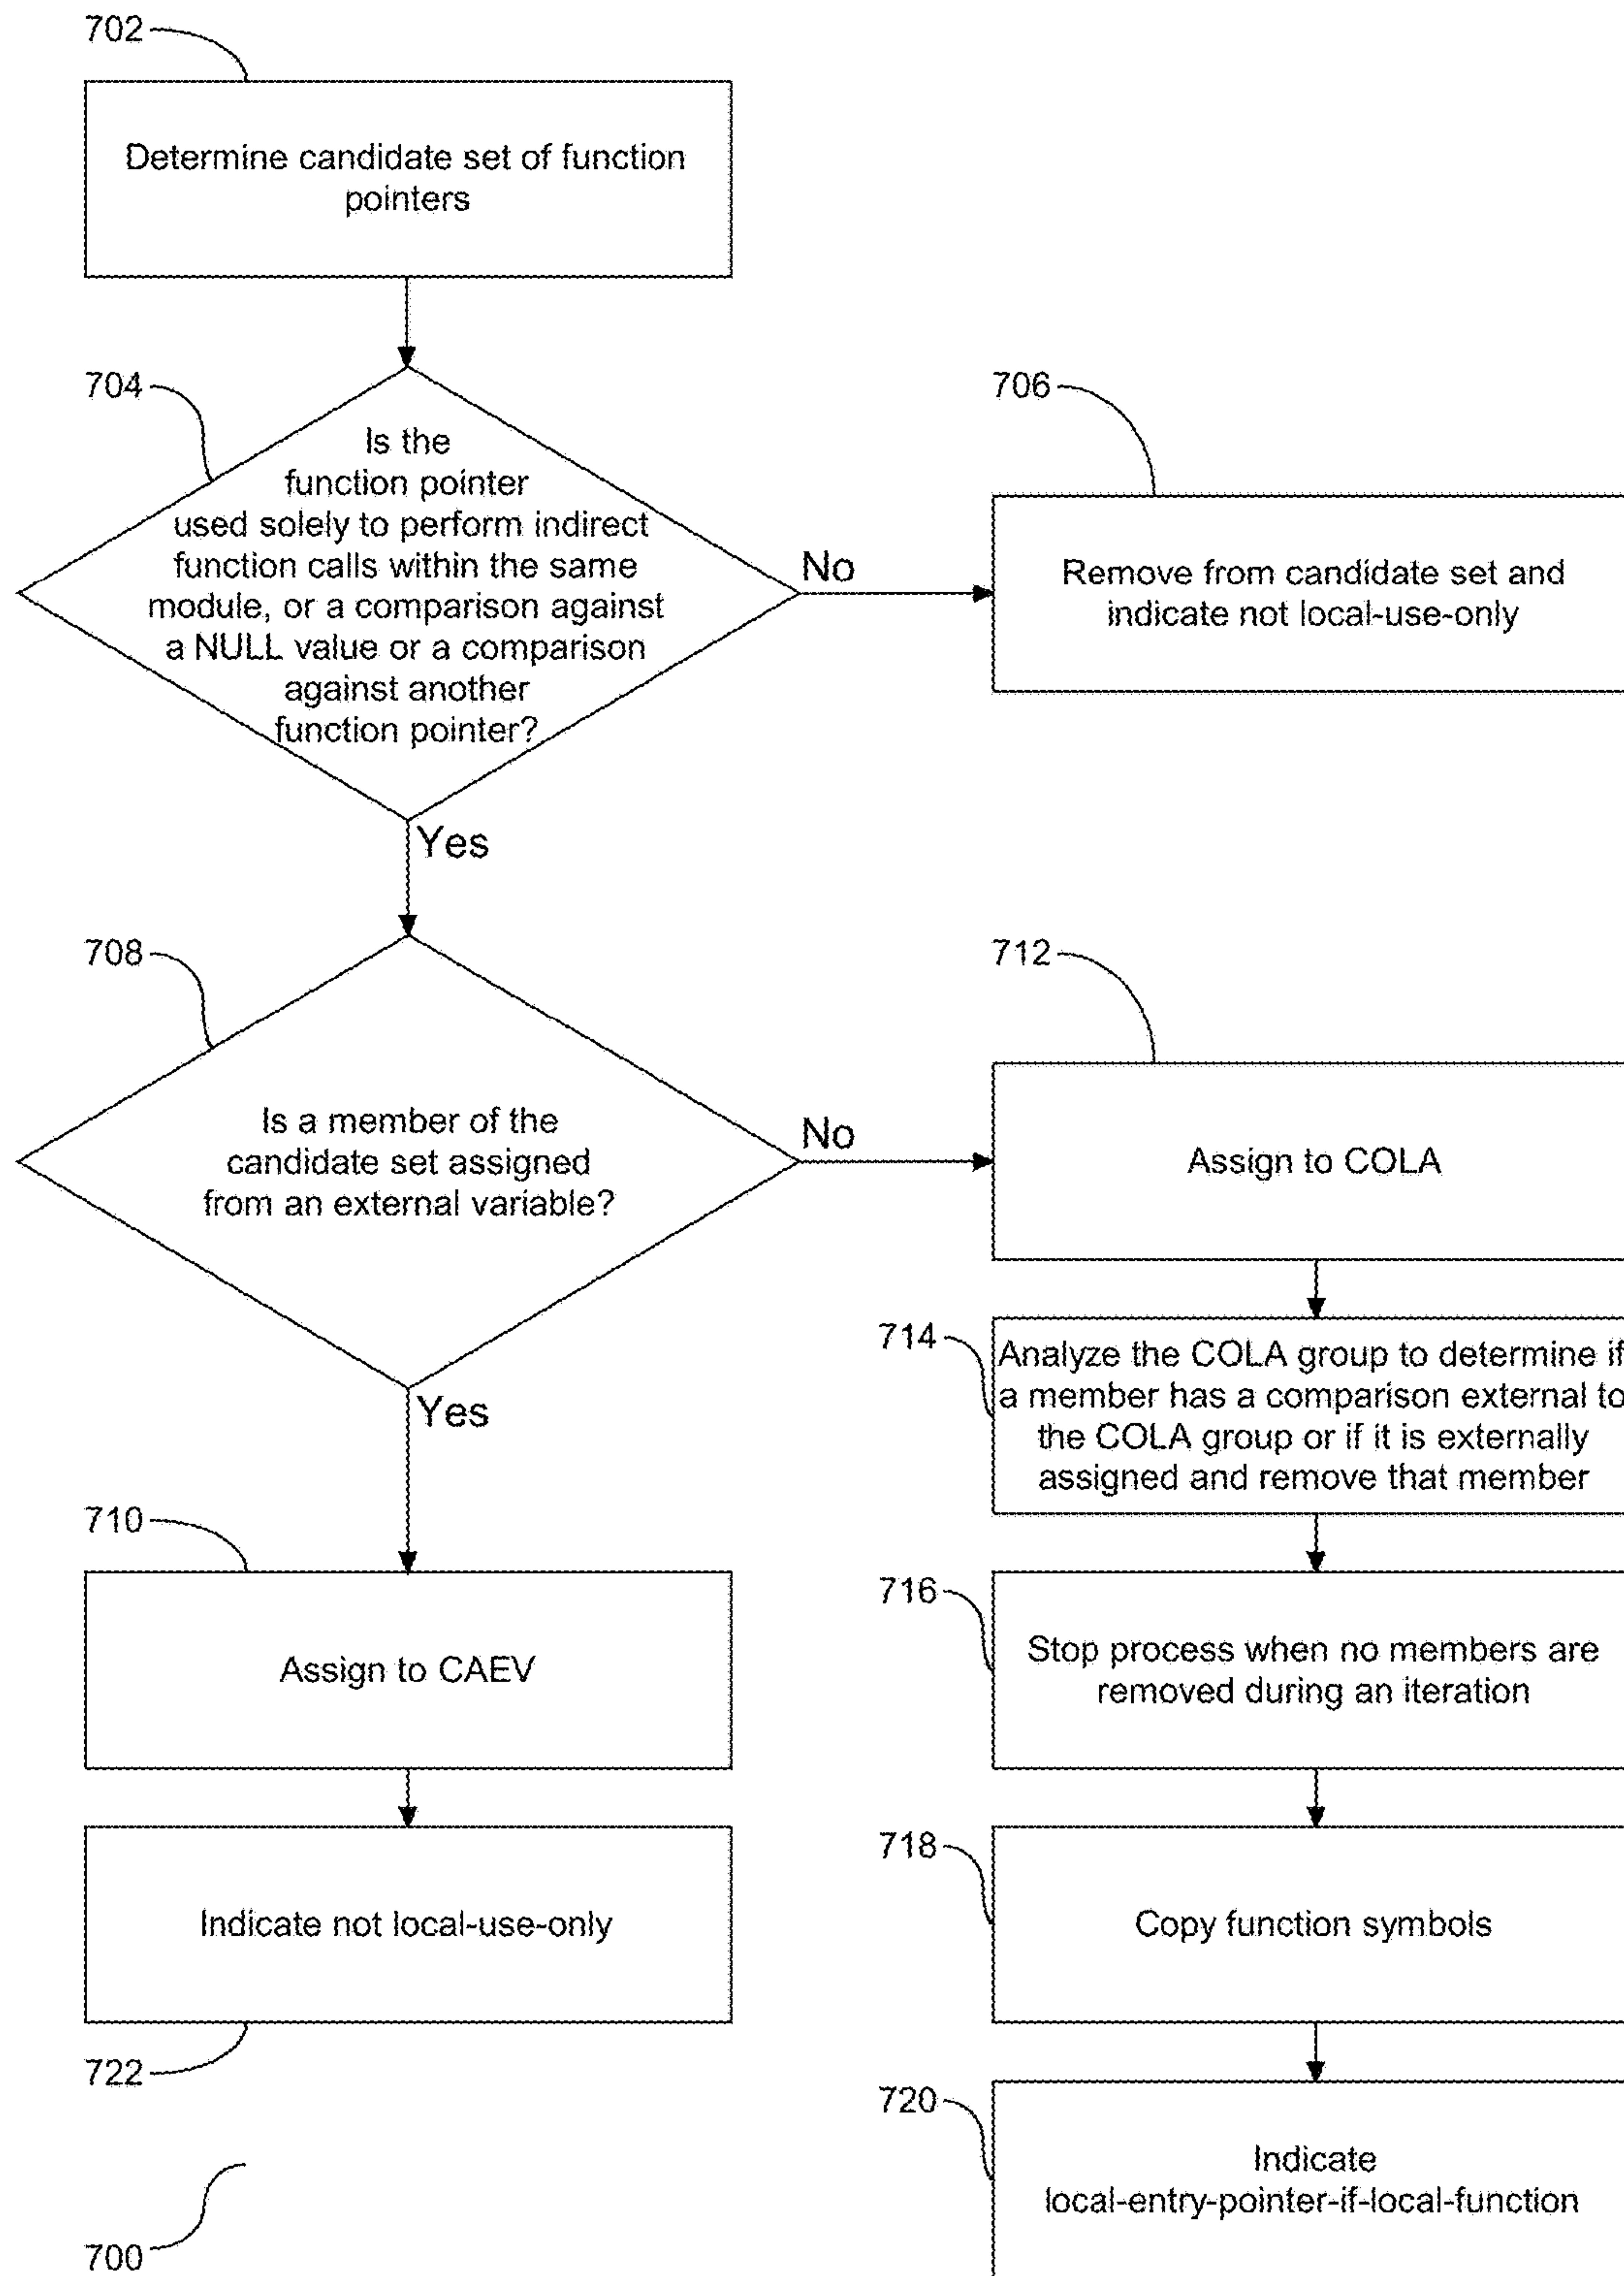 702
Determine candidate set of function
pointers
704
Is the
function pointer
used solely to perform indirect
function calls within the same
module, or a comparison against
a NULL value or a comparison
against another
function pointer?
No
706
Remove from candidate set and
indicate not local-use-only
Yes
708
Is a member of the
candidate set assigned
from an external variable?
No
712
Assign to COLA
714
Analyze the COLA group to determine if
a member has a comparison external to
the COLA group or if it is externally
assigned and remove that member
Yes
710
Assign to CAEV
716
Stop process when no members are
removed during an iteration
Indicate not local-use-only
722
718
Copy function symbols
720
Indicate
local-entry-pointer-if-local-function
700